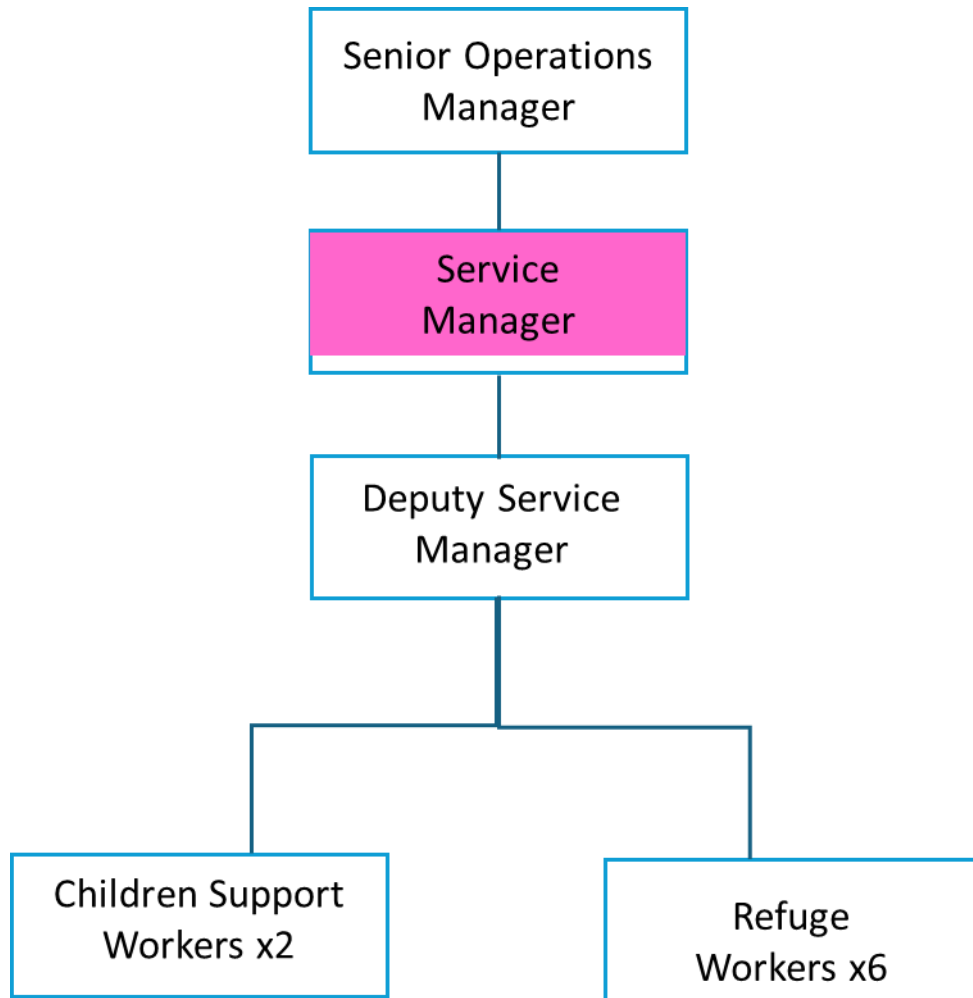 Senior Operations
Manager
Service
Manager
Deputy Service
Manager
Children Support
Workers x2
Refuge
Workers x6